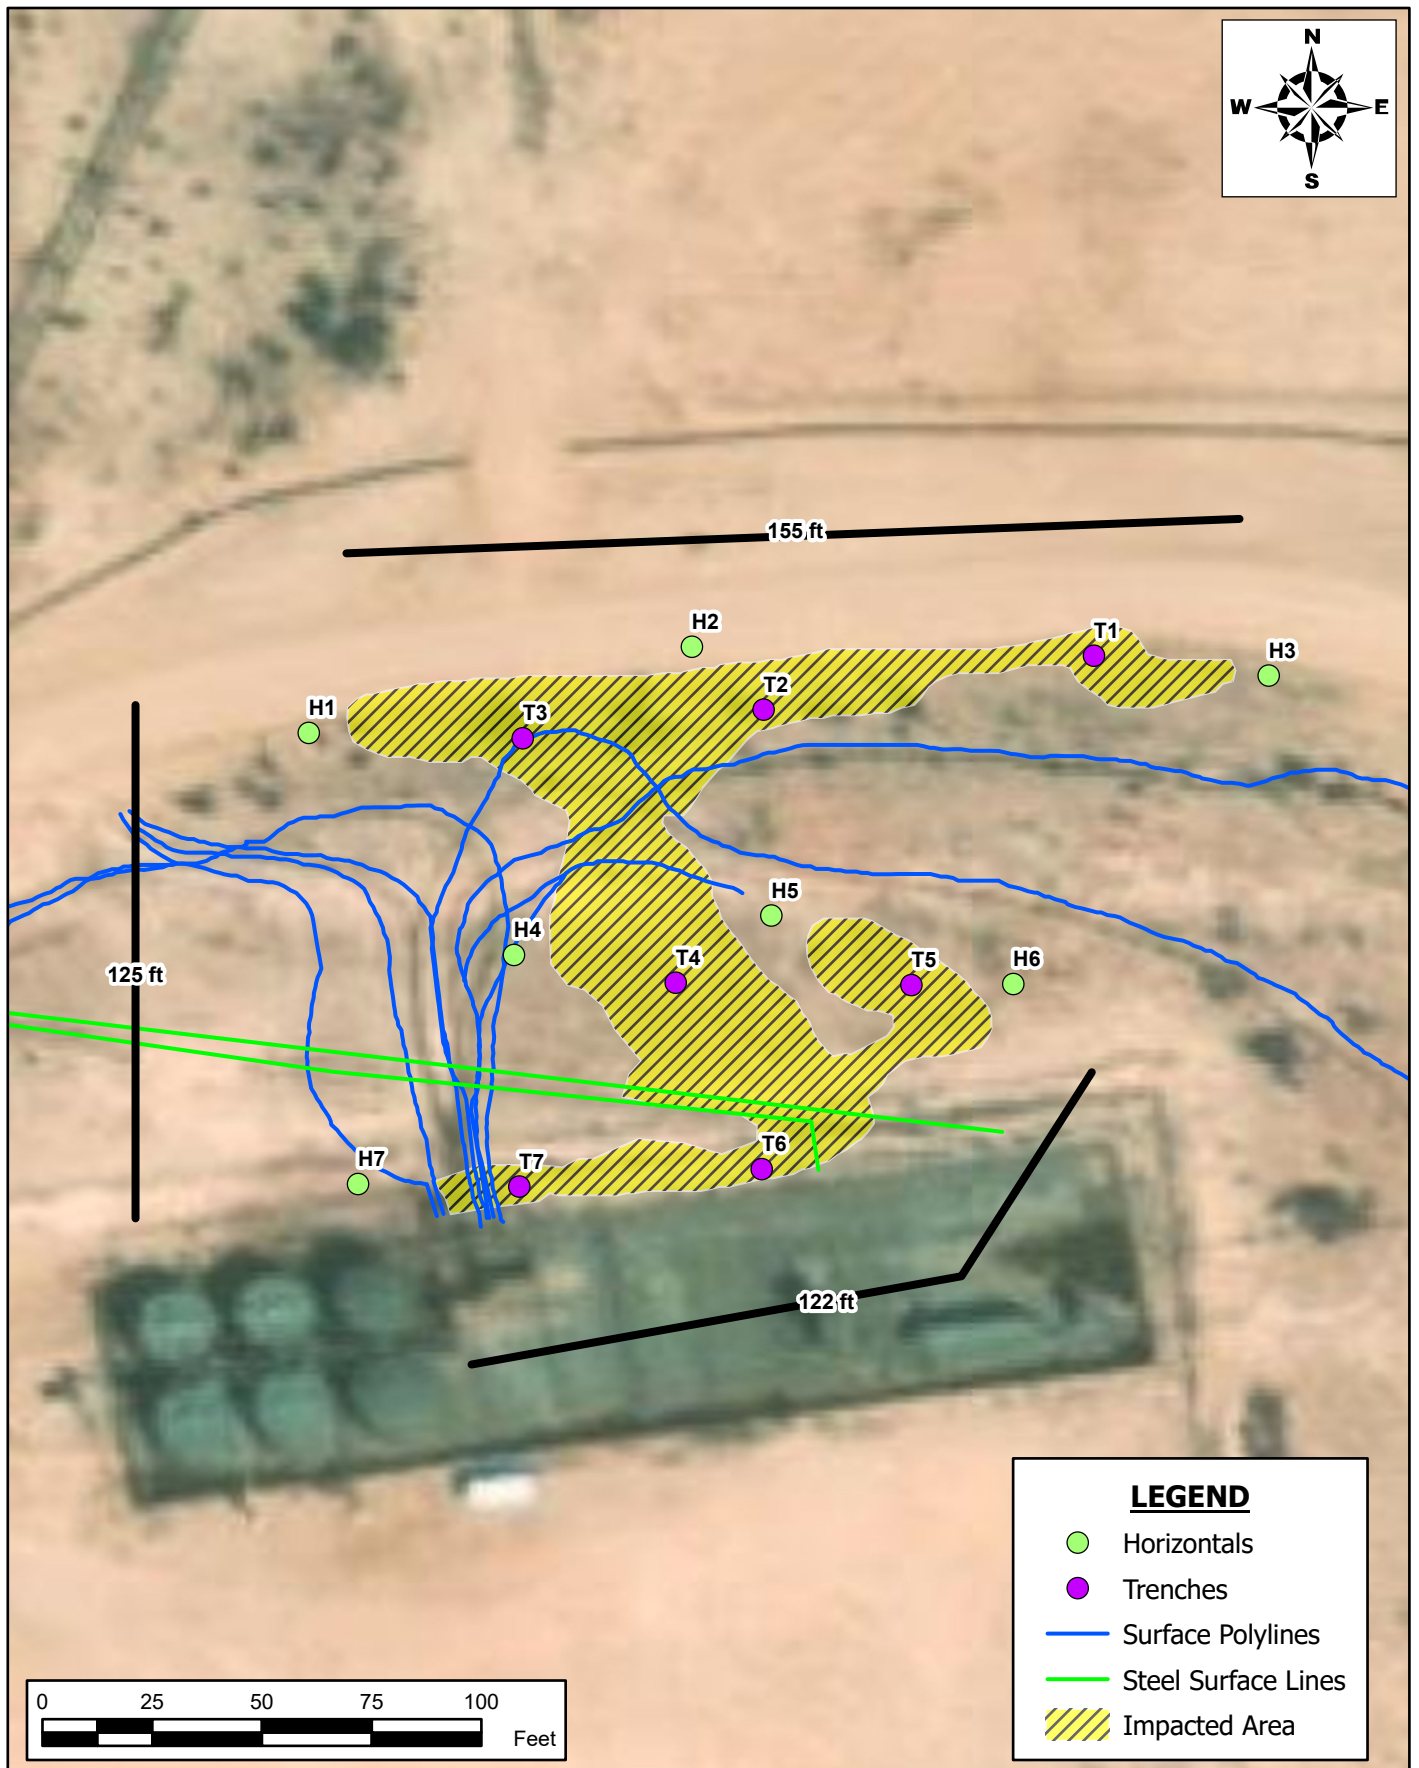 N
W E
S
155 ft
H2
T1
H3
T2
H1
T3
H5
H4
T4
T5
H6
125 ft
T6
H7
T7
122 ft
LEGEND
Horizontals
Trenches
Surface Polylines
Steel Surface Lines
Impacted Area
0 25 50 75 100
Feet